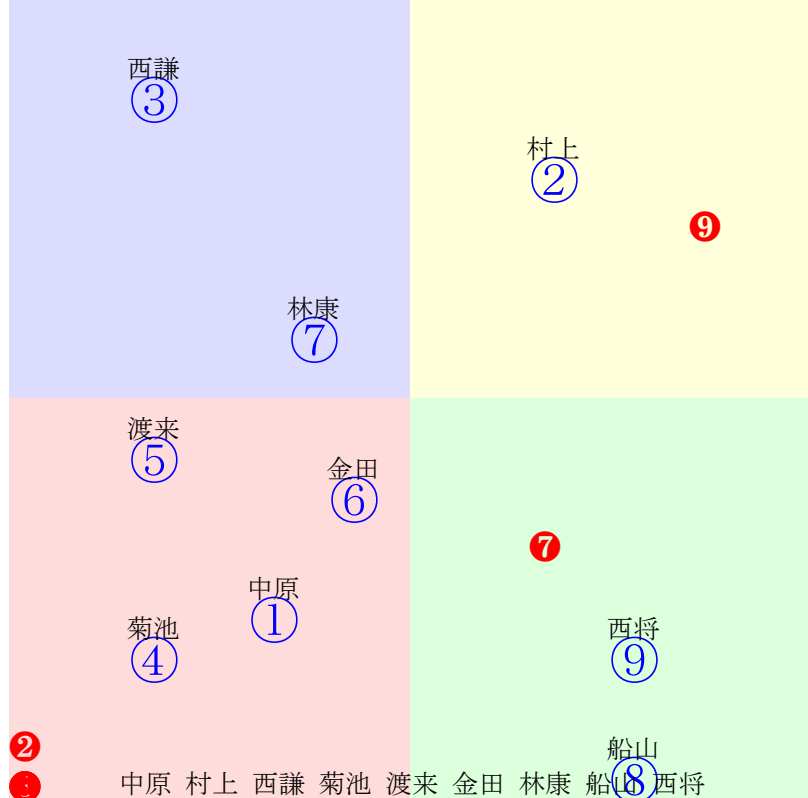 西謙
③
村上
②
❾
林康
⑦
渡来
⑤
金田
⑥
❼
中原
①
菊池
④
西将
⑨
❷
船山
⑧
中原 村上 西謙 菊池 渡来 金田 林康 船山 西将